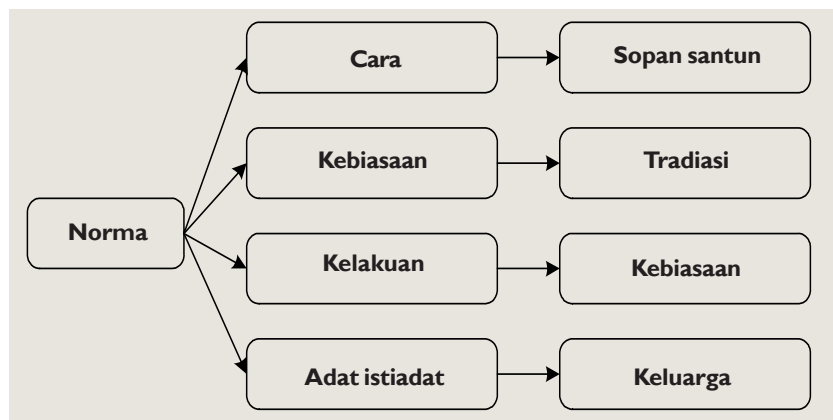 Cara
Sopan santun
Kebiasaan
Tradiasi
Norma
Kelakuan
Kebiasaan
Adat istiadat
Keluarga